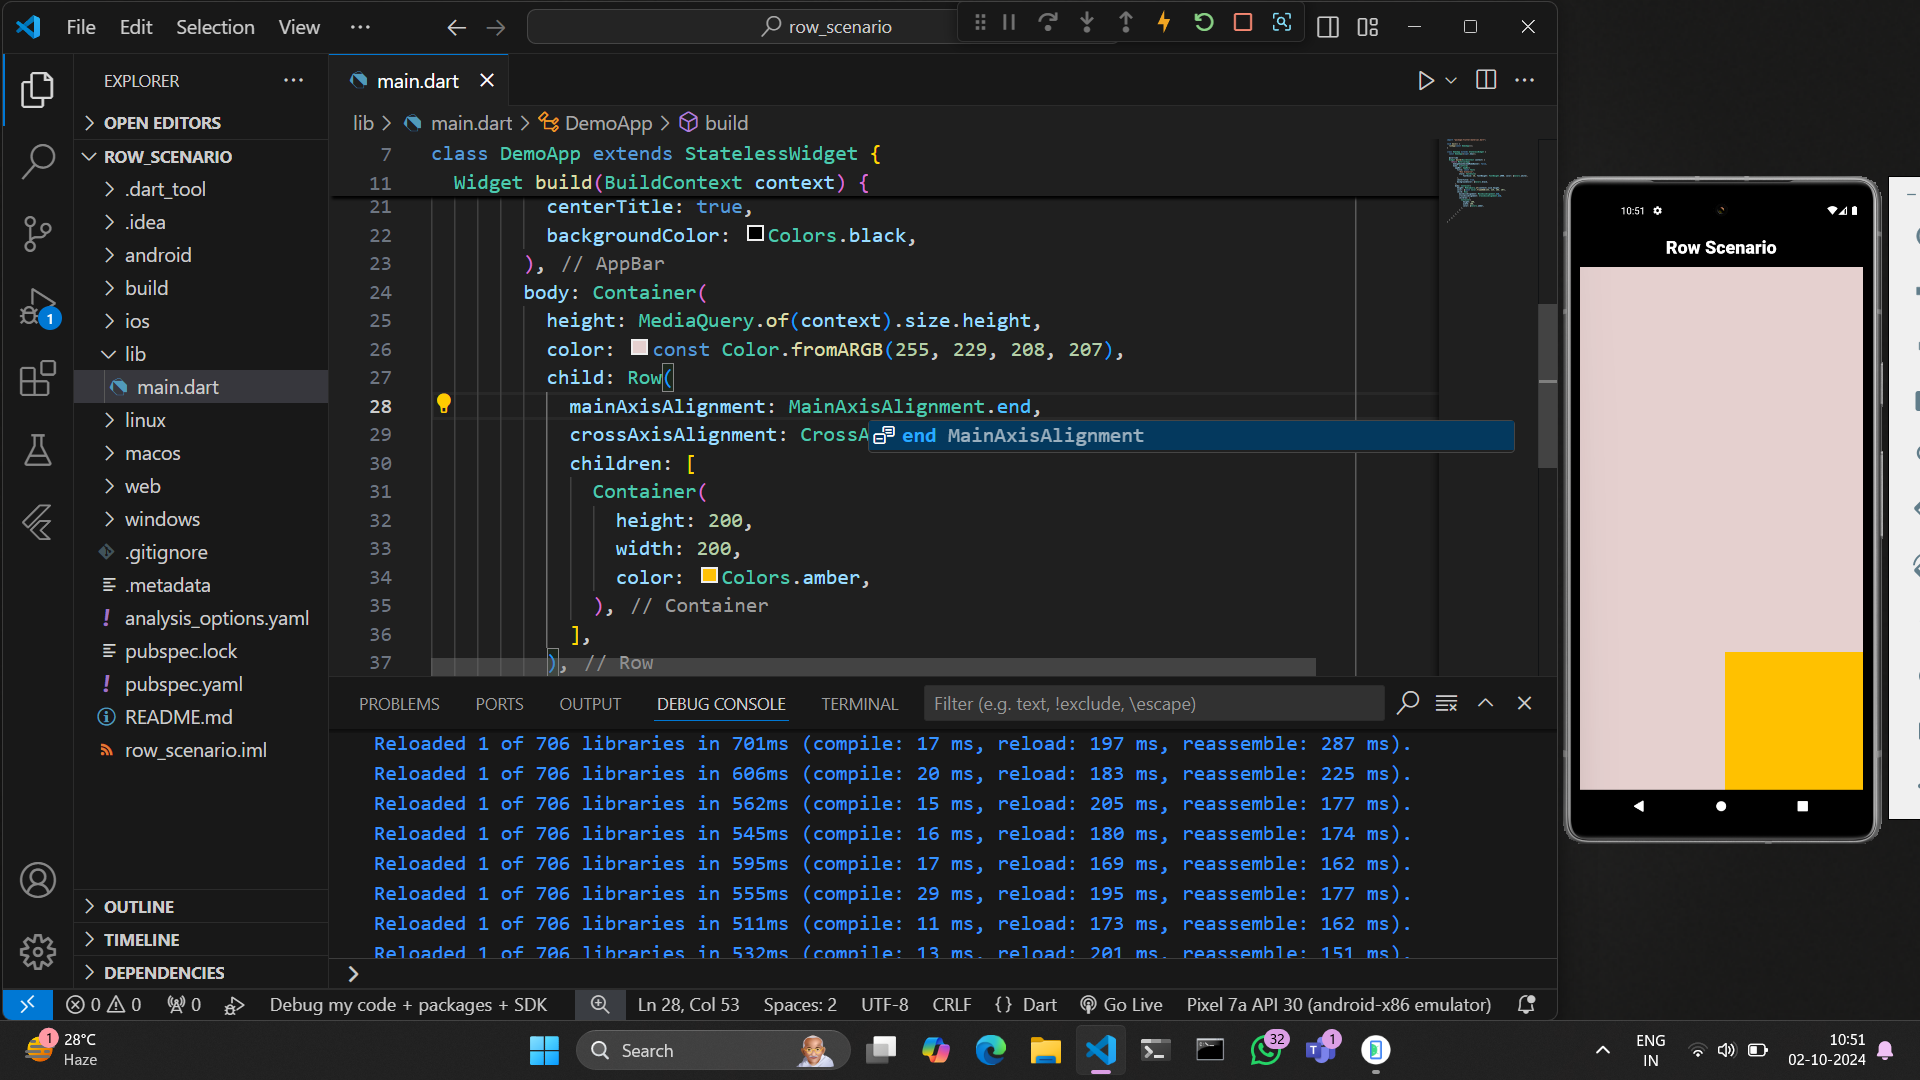 File Edit Selection View ···
row_scenario
EXPLORER
OPEN EDITORS
ROW_SCENARIO
.dart_tool
.idea
android
build
ios
lib
main.dart
linux
macos
web
windows
.gitignore
.metadata
analysis_options.yaml
pubspec.lock
pubspec.yaml
README.md
row_scenario.iml
OUTLINE
TIMELINE
DEPENDENCIES
1
main.dart
lib > main.dart > DemoApp > build
7 class DemoApp extends StatelessWidget {
11 Widget build(BuildContext context) {
21 centerTitle: true,
22 backgroundColor: Colors.black,
23 ), // AppBar
24 body: Container(
25 height: MediaQuery.of(context).size.height,
26 color: const Color.fromARGB(255, 229, 208, 207),
27 child: Row(
28 mainAxisAlignment: MainAxisAlignment.end,
29 crossAxisAlignment: CrossA
end MainAxisAlignment
30 children: [
31 Container(
32 height: 200,
33 width: 200,
34 color: Colors.amber,
35 ), // Container
36 ],
37 ), // Row
PROBLEMS PORTS OUTPUT DEBUG CONSOLE TERMINAL Filter (e.g. text, !exclude, \escape)
Reloaded 1 of 706 libraries in 701ms (compile: 17 ms, reload: 197 ms, reassemble: 287 ms).
Reloaded 1 of 706 libraries in 606ms (compile: 20 ms, reload: 183 ms, reassemble: 225 ms).
Reloaded 1 of 706 libraries in 562ms (compile: 15 ms, reload: 205 ms, reassemble: 177 ms).
Reloaded 1 of 706 libraries in 545ms (compile: 16 ms, reload: 180 ms, reassemble: 174 ms).
Reloaded 1 of 706 libraries in 595ms (compile: 17 ms, reload: 169 ms, reassemble: 162 ms).
Reloaded 1 of 706 libraries in 555ms (compile: 29 ms, reload: 195 ms, reassemble: 177 ms).
Reloaded 1 of 706 libraries in 511ms (compile: 11 ms, reload: 173 ms, reassemble: 162 ms).
Reloaded 1 of 706 libraries in 532ms (compile: 13 ms, reload: 201 ms, reassemble: 151 ms).
0 0 0 Debug my code + packages + SDK Ln 28, Col 53 Spaces: 2 UTF-8 CRLF {} Dart Go Live Pixel 7a API 30 (android-x86 emulator)
10:51
Row Scenario
1
28°C
Haze
Search
32
1
ENG
IN
10:51
02-10-2024